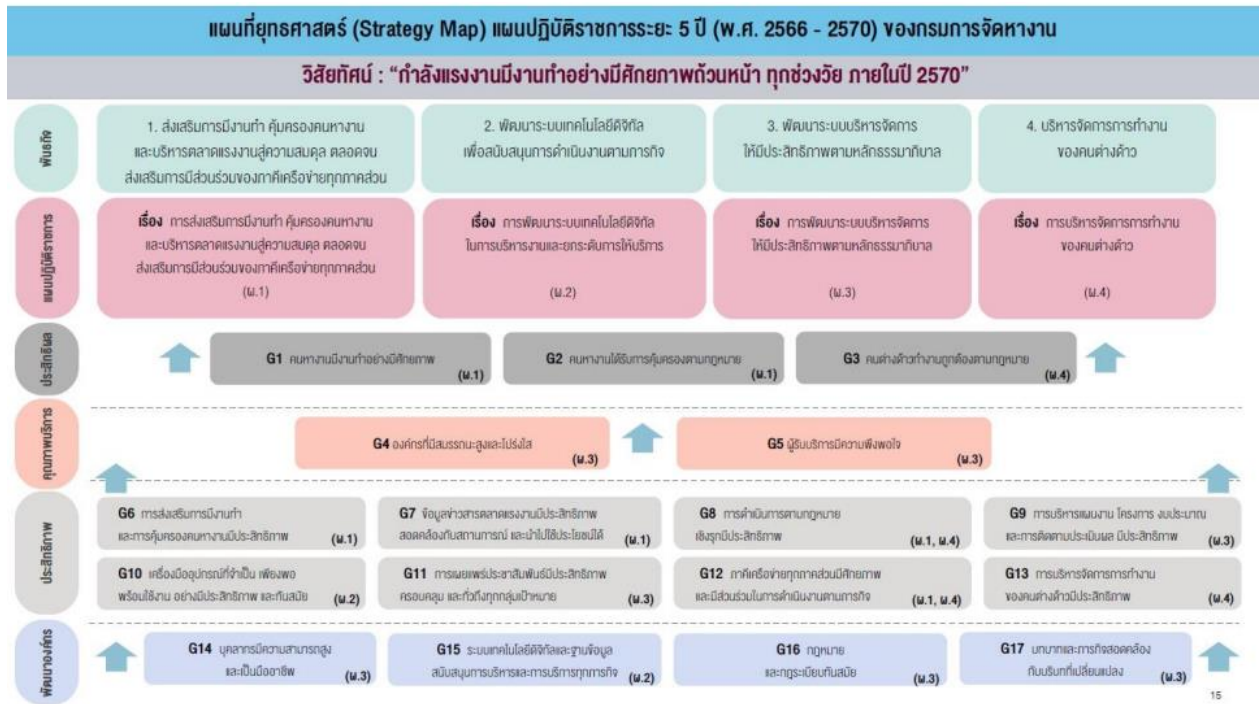 แผนที่ยุทธศาสตร์ (Strategy Map) แผนปฏิบัติราชการระยะ 5 ปี (พ.ศ. 2566 - 2570) ของกรมการจัดหางาน
วิสัยทัศน์ : “กำลังแรงงานมีงานทำอย่างมีศักยภาพถ้วนหน้า ทุกช่วงวัย ภายในปี 2570”
พันธกิจ
1. ส่งเสริมการมีงานทำ คุ้มครองคนหางาน
และบริหารตลาดแรงงานสู่ความสมดุล ตลอดจน
ส่งเสริมการมีส่วนร่วมของภาคีเครือข่ายทุกภาคส่วน
2. พัฒนาระบบเทคโนโลยีดิจิทัล
เพื่อสนับสนุนการดำเนินงานตามภารกิจ
3. พัฒนาระบบบริหารจัดการ
ให้มีประสิทธิภาพตามหลักธรรมาภิบาล
4. บริหารจัดการการทำงาน
ของคนต่างด้าว
แผนปฏิบัติราชการ
เรื่อง การส่งเสริมการมีงานทำ คุ้มครองคนหางาน
และบริหารตลาดแรงงานสู่ความสมดุล ตลอดจน
ส่งเสริมการมีส่วนร่วมของภาคีเครือข่ายทุกภาคส่วน
(ผ.1)
เรื่อง การพัฒนาระบบเทคโนโลยีดิจิทัล
ในการบริหารงานและยกระดับการให้บริการ
(ผ.2)
เรื่อง การพัฒนาระบบบริหารจัดการ
ให้มีประสิทธิภาพตามหลักธรรมาภิบาล
(ผ.3)
เรื่อง การบริหารจัดการการทำงาน
ของคนต่างด้าว
(ผ.4)
ประสิทธิผล
G1 คนหางานมีงานทำอย่างมีศักยภาพ
(ผ.1)
G2 คนหางานได้รับการคุ้มครองตามกฎหมาย
(ผ.1)
G3 คนต่างด้าวทำงานถูกต้องตามกฎหมาย
(ผ.4)
คุณภาพบริการ
G4 องค์กรที่มีสมรรถนะสูงและโปร่งใส
(ผ.3)
G5 ผู้รับบริการมีความพึงพอใจ
(ผ.3)
ประสิทธิภาพ
G6 การส่งเสริมการมีงานทำ
และการคุ้มครองคนหางานมีประสิทธิภาพ (ผ.1)
G7 ข้อมูลข่าวสารตลาดแรงงานมีประสิทธิภาพ
สอดคล้องกับสถานการณ์ และนำไปใช้ประโยชน์ได้ (ผ.1)
G8 การดำเนินการตามกฎหมาย
เชิงรุกมีประสิทธิภาพ (ผ.1, ผ.4)
G9 การบริหารแผนงาน โครงการ งบประมาณ
และการติดตามประเมินผล มีประสิทธิภาพ (ผ.3)
G10 เครื่องมืออุปกรณ์ที่จำเป็น เพียงพอ
พร้อมใช้งาน อย่างมีประสิทธิภาพ และทันสมัย (ผ.2)
G11 การเผยแพร่ประชาสัมพันธ์มีประสิทธิภาพ
ครอบคลุม และทั่วถึงทุกกลุ่มเป้าหมาย (ผ.3)
G12 ภาคีเครือข่ายทุกภาคส่วนมีศักยภาพ
และมีส่วนร่วมในการดำเนินงานตามภารกิจ (ผ.1, ผ.4)
G13 การบริหารจัดการการทำงาน
ของคนต่างด้าวมีประสิทธิภาพ (ผ.4)
พัฒนาองค์กร
G14 บุคลากรมีความสามารถสูง
และเป็นมืออาชีพ (ผ.3)
G15 ระบบเทคโนโลยีดิจิทัลและฐานข้อมูล
สนับสนุนการบริหารและการบริการทุกภารกิจ (ผ.2)
G16 กฎหมาย
และกฎระเบียบทันสมัย (ผ.3)
G17 บทบาทและภารกิจสอดคล้อง
กับบริบทที่เปลี่ยนแปลง (ผ.3)
15